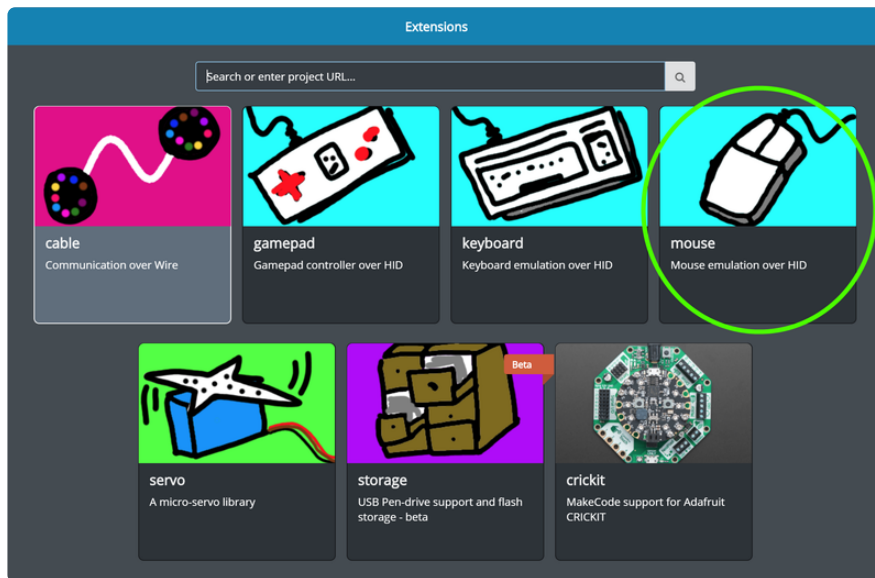 Extensions
Search or enter project URL...
cable
Communication over Wire
gamepad
Gamepad controller over HID
keyboard
Keyboard emulation over HID
mouse
Mouse emulation over HID
Beta
servo
A micro-servo library
storage
USB Pen-drive support and flash
storage - beta
crickit
MakeCode support for Adafruit
CRICKIT